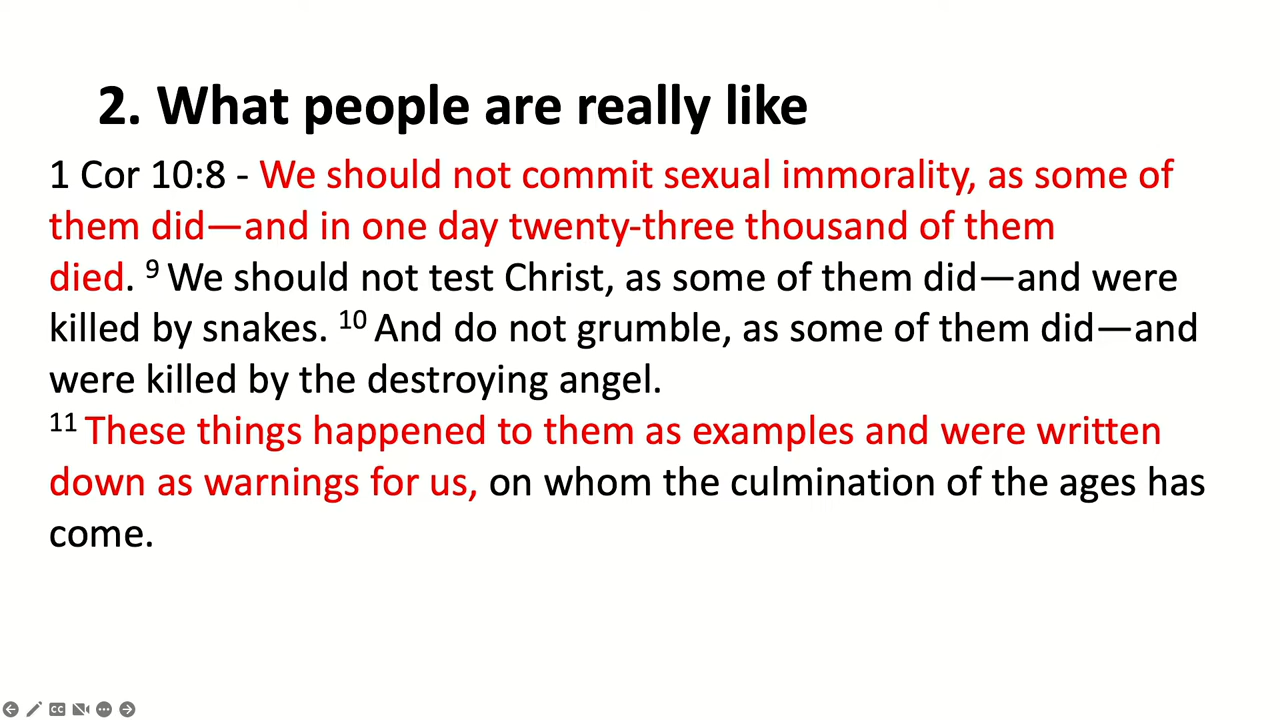 2. What people are really like
1 Cor 10:8 - We should not commit sexual immorality, as some of
them did—and in one day twenty-three thousand of them
died. 9 We should not test Christ, as some of them did—and were
killed by snakes. 10 And do not grumble, as some of them did—and
were killed by the destroying angel.
11 These things happened to them as examples and were written
down as warnings for us, on whom the culmination of the ages has
come.
CC